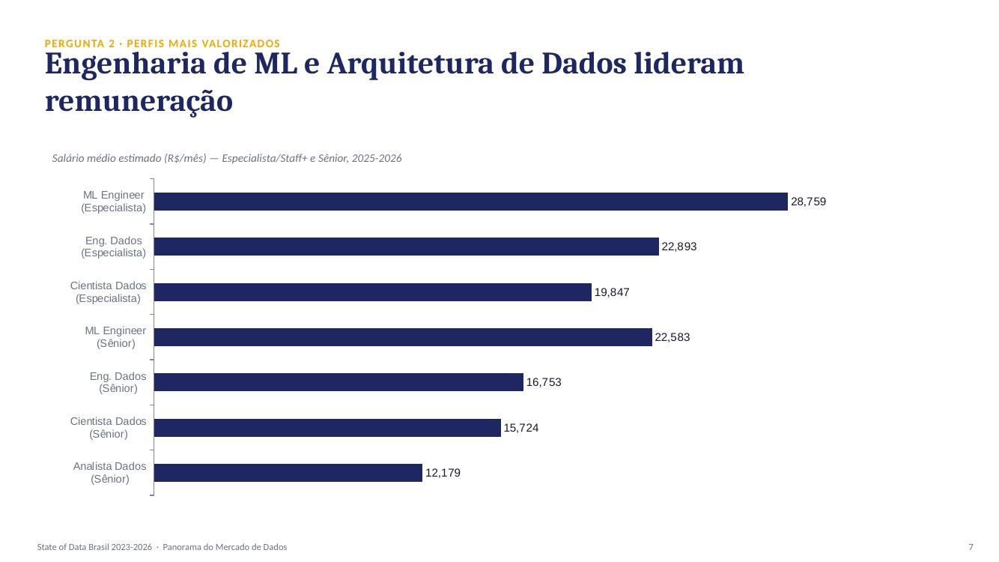 PERGUNTA 2 · PERFIS MAIS VALORIZADOS
Engenharia de ML e Arquitetura de Dados lideram
remuneração
Salário médio estimado (R$/mês) — Especialista/Staff+ e Sênior, 2025-2026
ML Engineer
(Especialista)
28,759
Eng. Dados
(Especialista)
22,893
Cientista Dados
(Especialista)
19,847
ML Engineer
(Sênior)
22,583
Eng. Dados
(Sênior)
16,753
Cientista Dados
(Sênior)
15,724
Analista Dados
(Sênior)
12,179
State of Data Brasil 2023-2026 · Panorama do Mercado de Dados
7